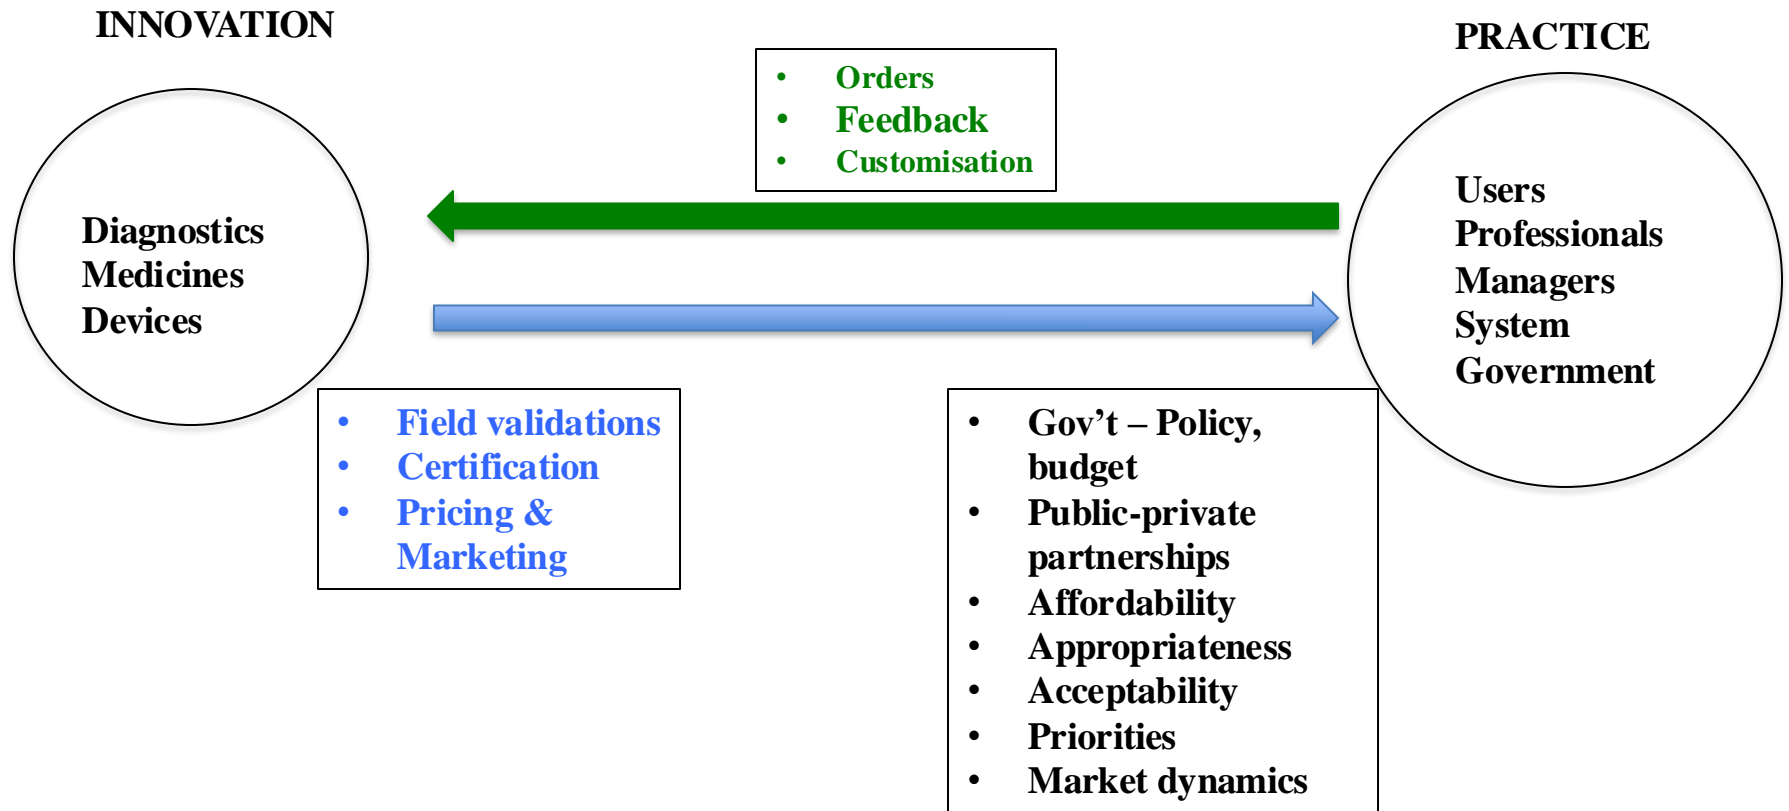 INNOVATION
PRACTICE
• Orders
• Feedback
• Customisation
Diagnostics
Medicines
Devices
Users
Professionals
Managers
System
Government
• Field validations
• Certification
• Pricing &
Marketing
• Gov’t – Policy,
budget
• Public-private
partnerships
• Affordability
• Appropriateness
• Acceptability
• Priorities
• Market dynamics